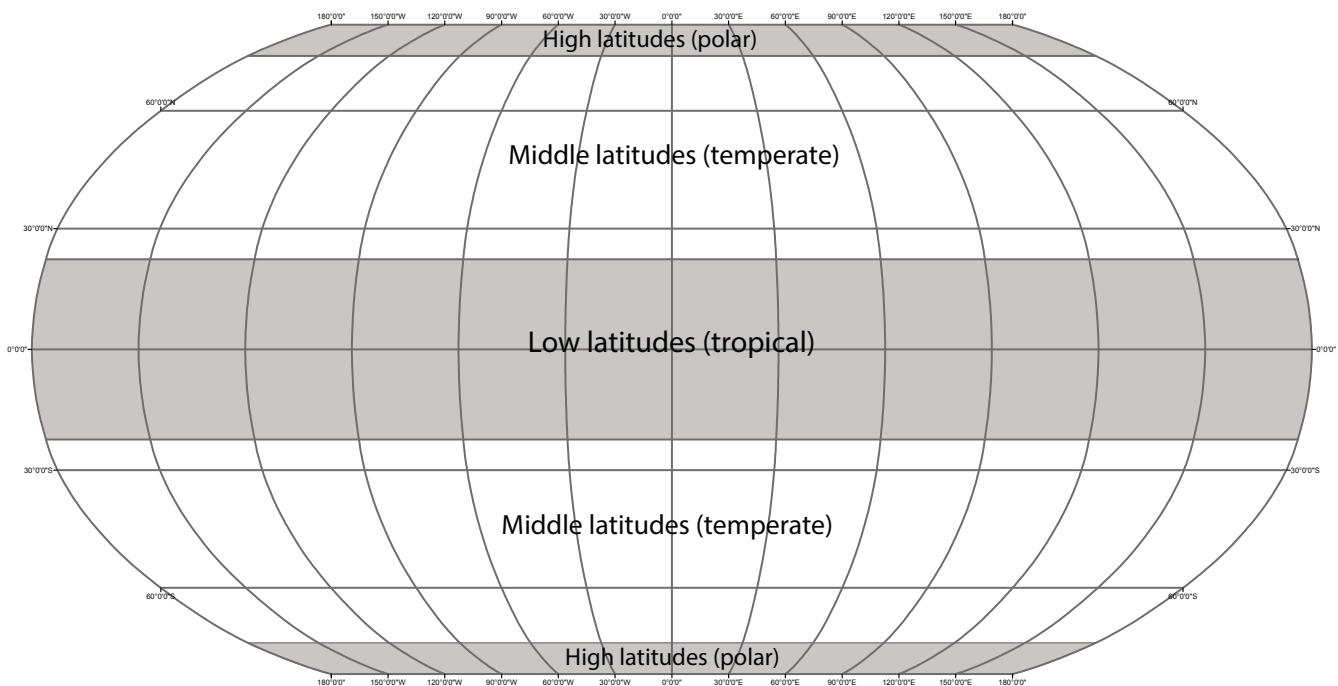 180°0'0" 150°0'0"W 120°0'0"W 90°0'0"W 60°0'0"W 30°0'0"W 0°0'0" 30°0'0"E 60°0'0"E 90°0'0"E 120°0'0"E 150°0'0"E 180°0'0"
High latitudes (polar)
60°0'0"N 60°0'0"N
Middle latitudes (temperate)
30°0'0"N 30°0'0"N
Low latitudes (tropical)
0°0'0" 0°0'0"
30°0'0"S 30°0'0"S
Middle latitudes (temperate)
60°0'0"S 60°0'0"S
High latitudes (polar)
180°0'0" 150°0'0"W 120°0'0"W 90°0'0"W 60°0'0"W 30°0'0"W 0°0'0" 30°0'0"E 60°0'0"E 90°0'0"E 120°0'0"E 150°0'0"E 180°0'0"